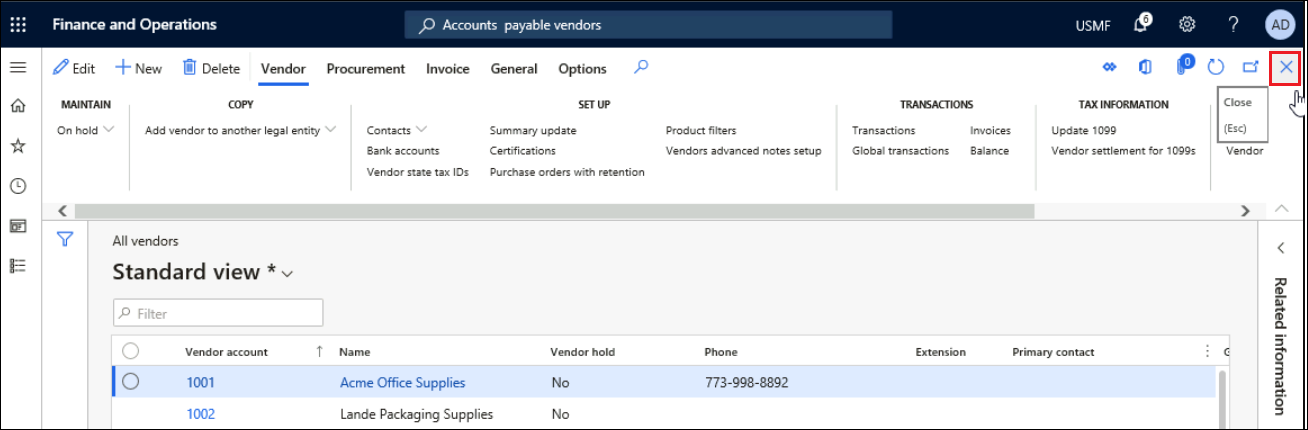 Finance and Operations
Accounts payable vendors
USMF
6
?
AD
Edit
New
Delete
Vendor
Procurement
Invoice
General
Options
0
MAINTAIN
COPY
SET UP
TRANSACTIONS
TAX INFORMATION
Close
(Esc)
On hold
Add vendor to another legal entity
Contacts
Bank accounts
Vendor state tax IDs
Summary update
Certifications
Purchase orders with retention
Product filters
Vendors advanced notes setup
Transactions
Global transactions
Invoices
Balance
Update 1099
Vendor settlement for 1099s
Vendor
All vendors
Standard view *
Filter
Vendor account
Name
Vendor hold
Phone
Extension
Primary contact
1001
Acme Office Supplies
No
773-998-8892
1002
Lande Packaging Supplies
No
Related information